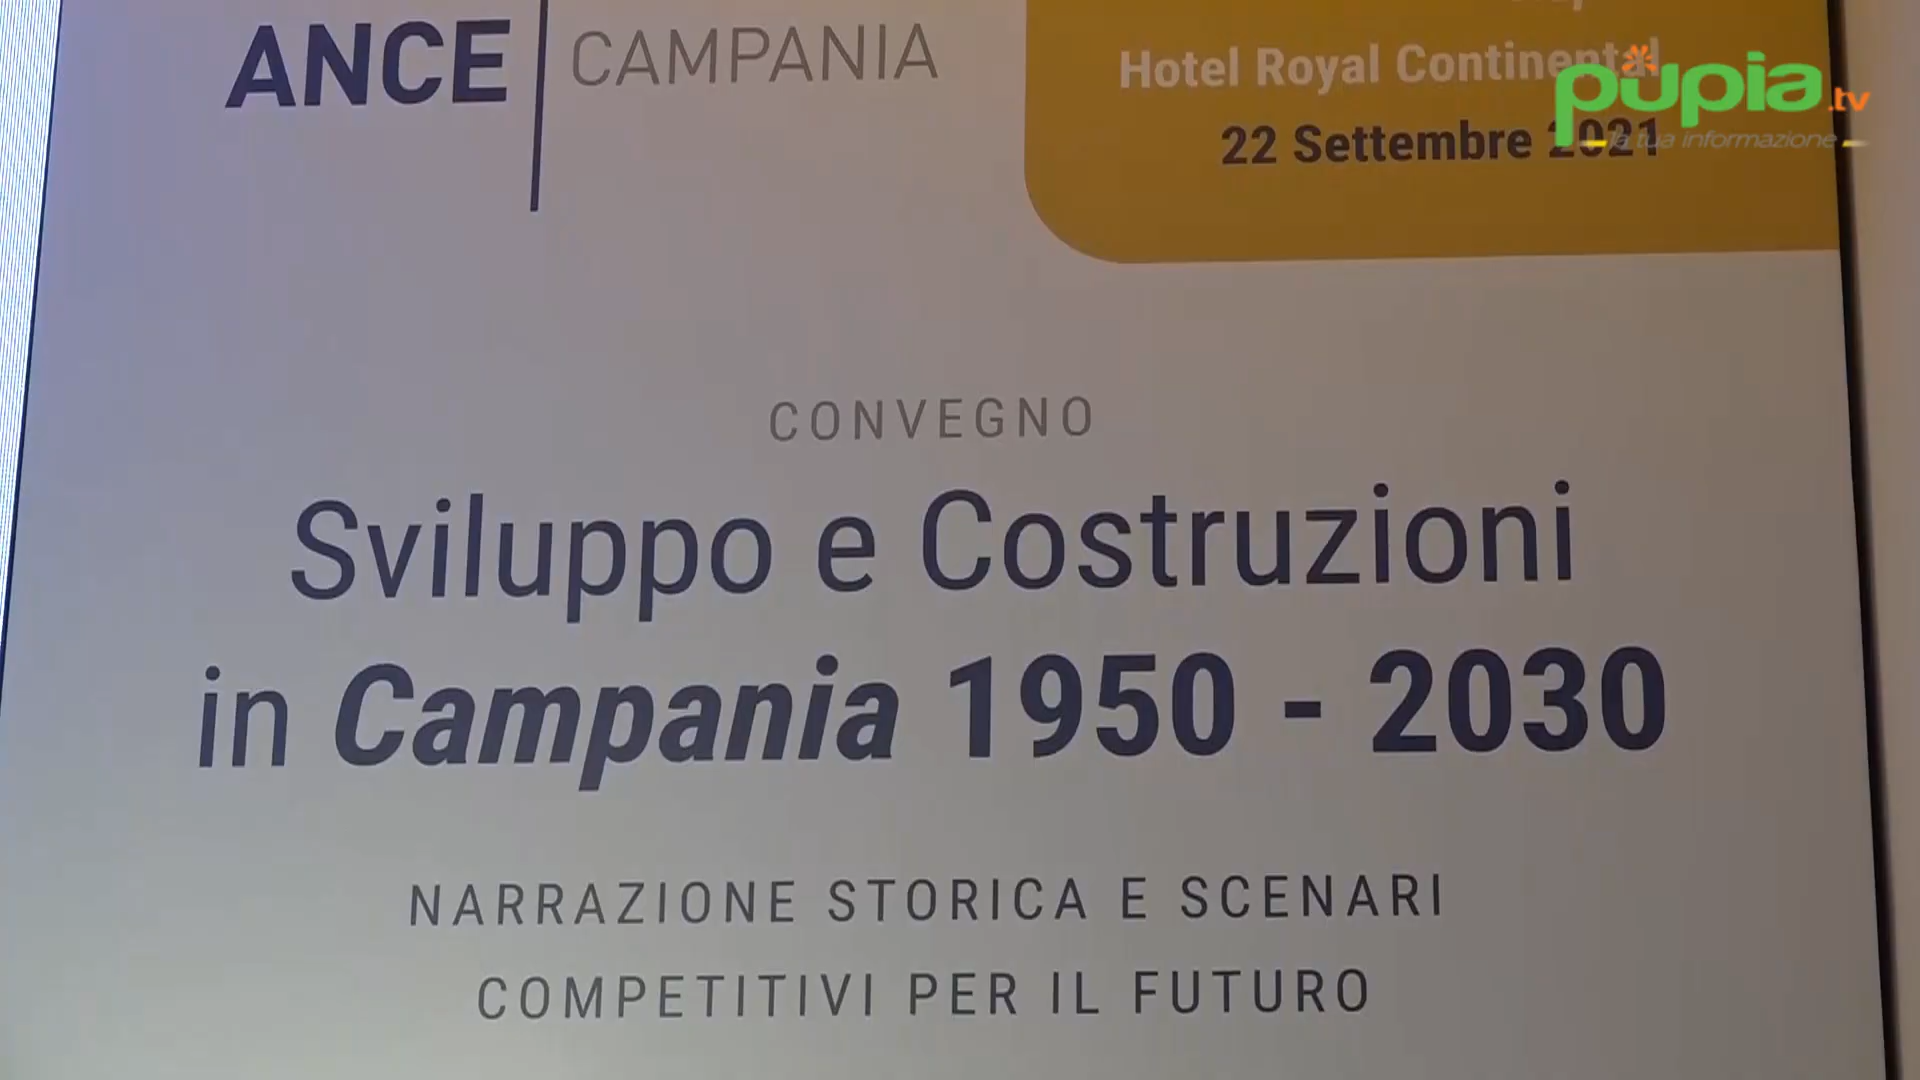 ANCE CAMPANIA
Hotel Royal Continental
22 Settembre 2021
pupia.tv
la tua informazione
CONVEGNO
Sviluppo e Costruzioni
in Campania 1950 - 2030
NARRAZIONE STORICA E SCENARI
COMPETITIVI PER IL FUTURO